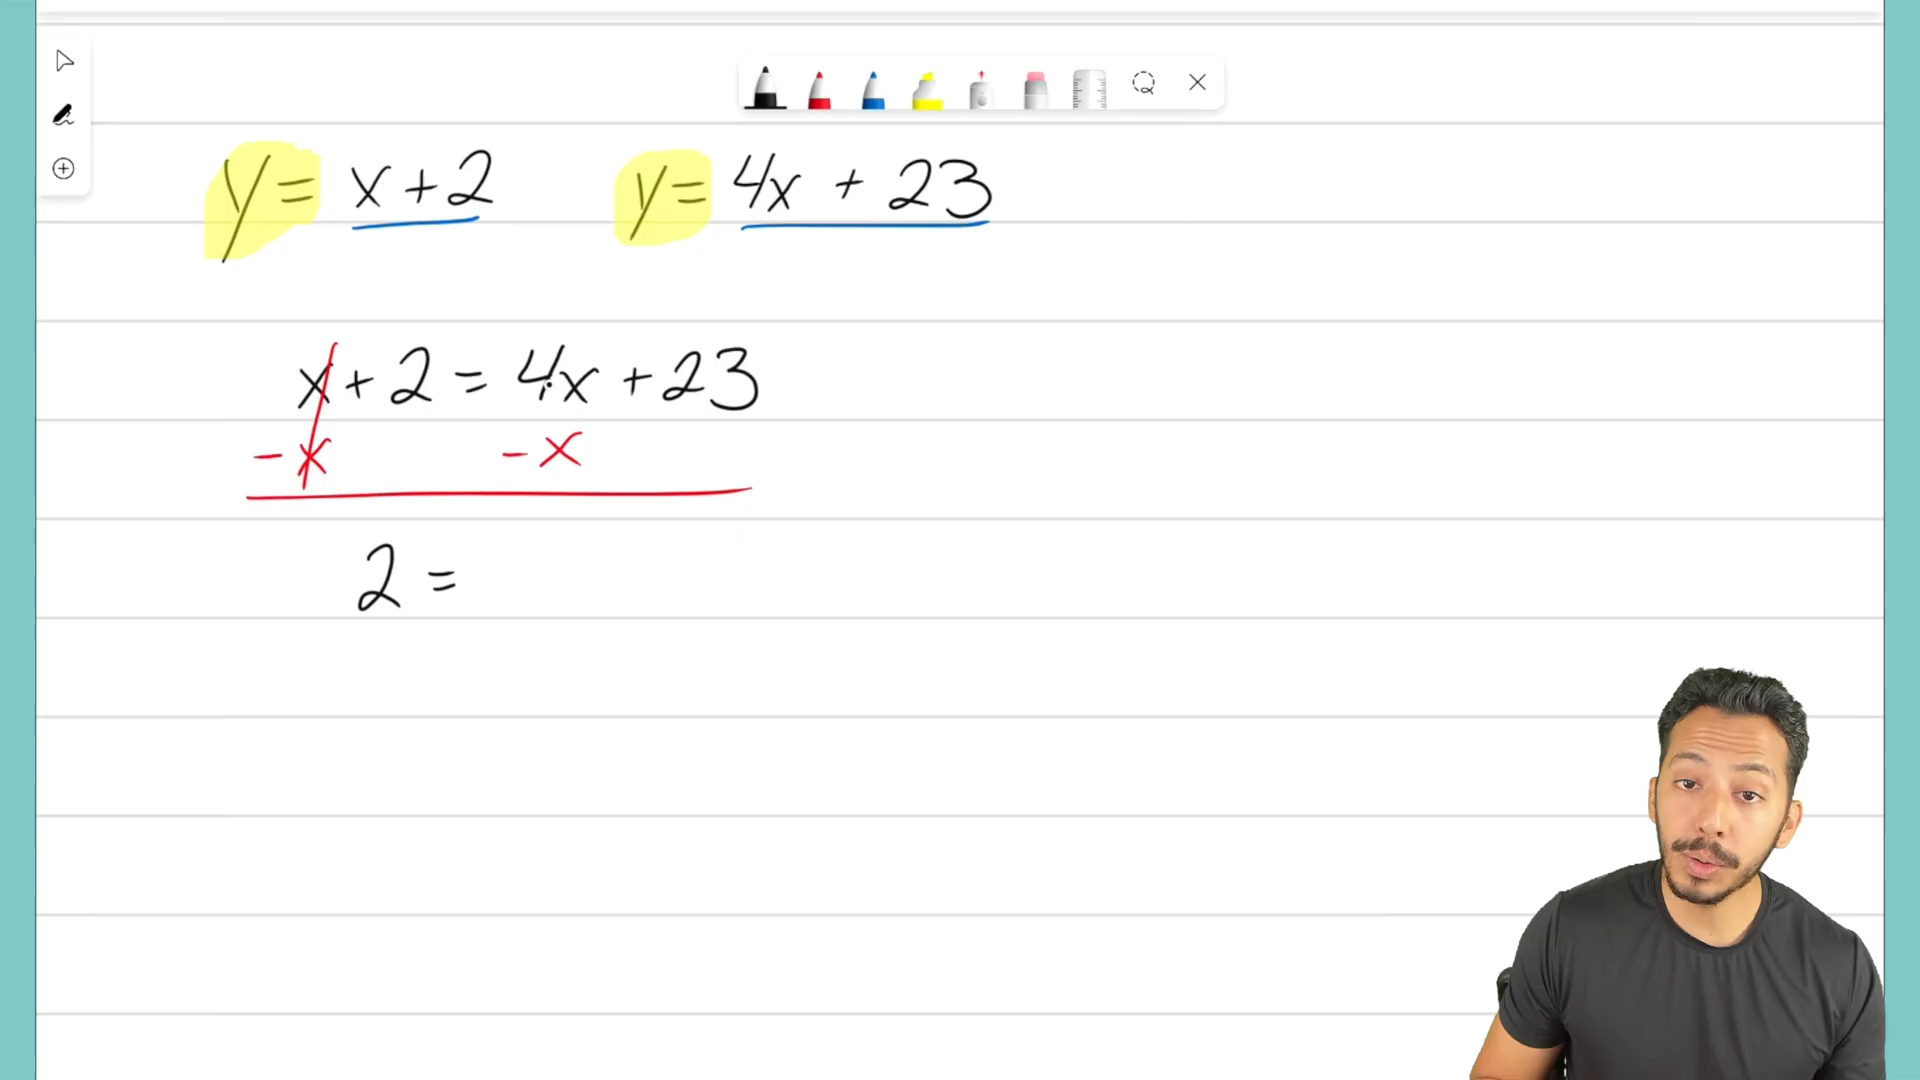 y = x + 2 y = 4x + 23
x + 2 = 4x + 23
- x - x
2 =